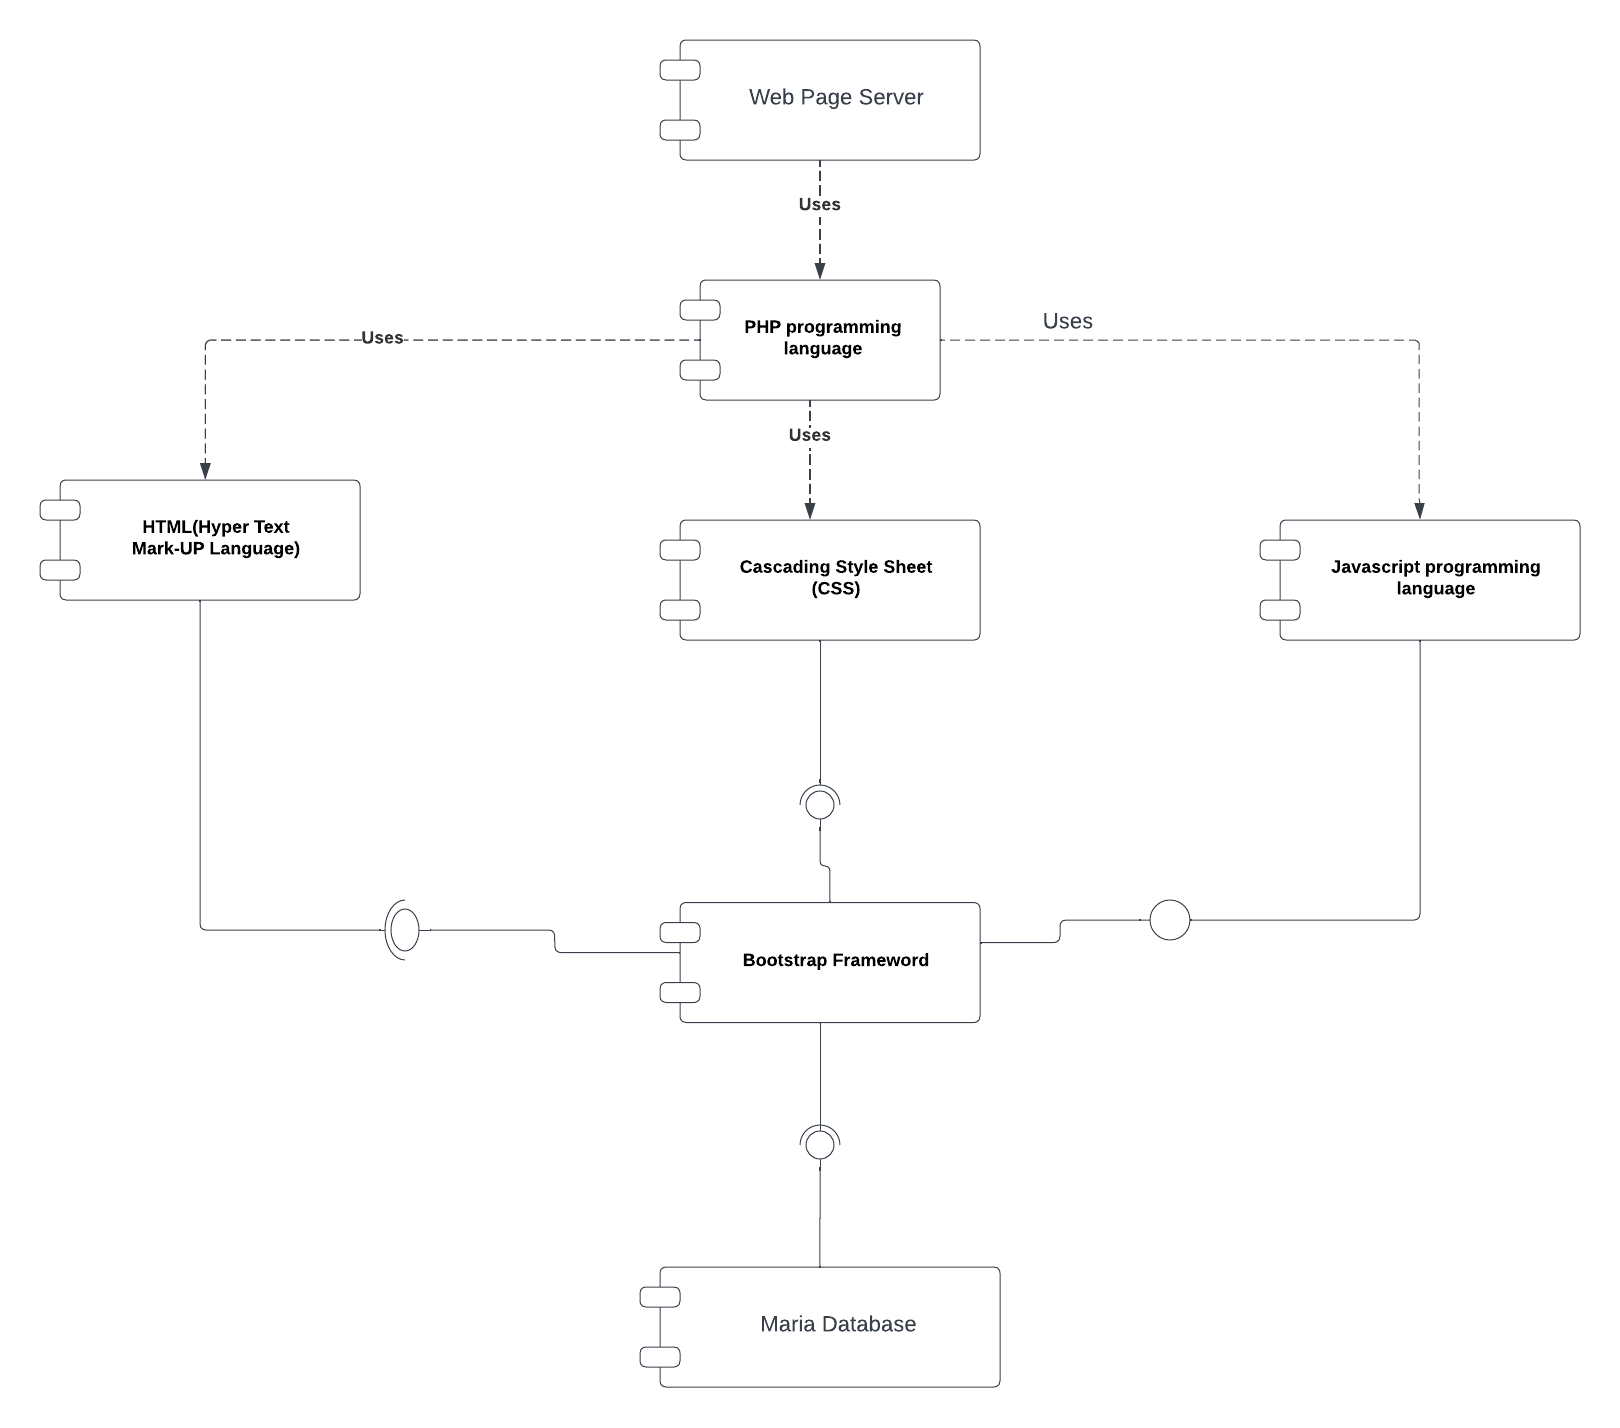 Web Page Server
Uses
PHP programming
language
Uses
Uses
Uses
HTML(Hyper Text
Mark-UP Language)
Cascading Style Sheet
(CSS)
Javascript programming
language
Bootstrap Frameword
Maria Database